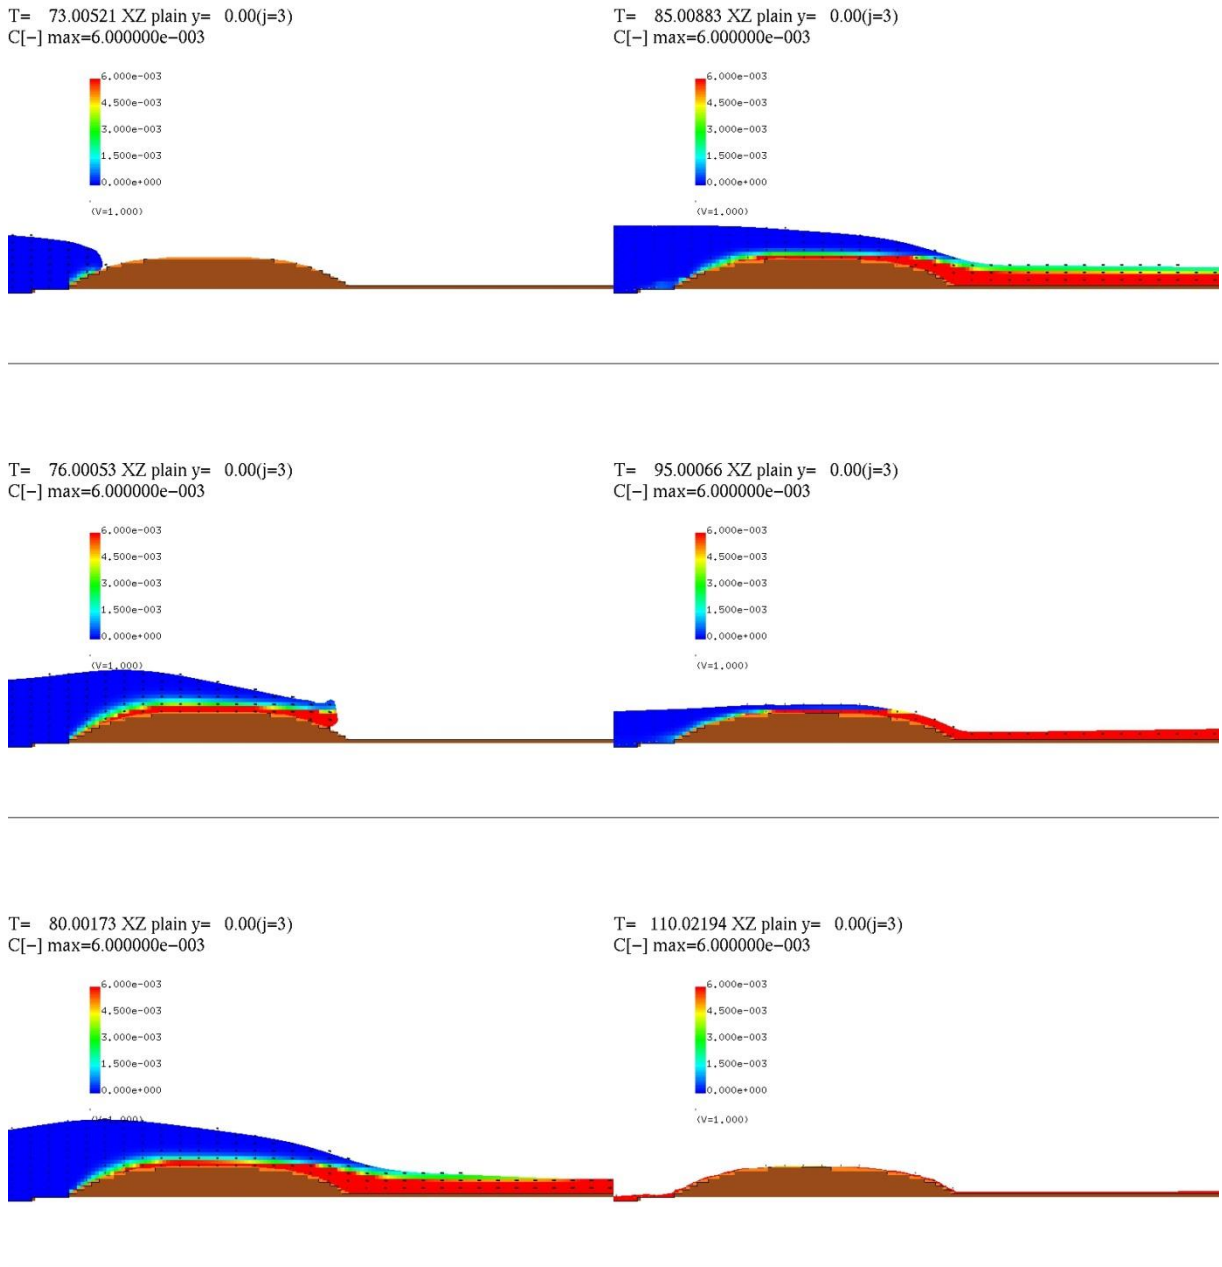 T= 73.00521 XZ plain y= 0.00(j=3)
C[−] max=6.000000e−003
6.000e-003
4.500e-003
3.000e-003
1.500e-003
0.000e+000
(V=1.000)
T= 76.00053 XZ plain y= 0.00(j=3)
C[−] max=6.000000e−003
6.000e-003
4.500e-003
3.000e-003
1.500e-003
0.000e+000
(V=1.000)
T= 80.00173 XZ plain y= 0.00(j=3)
C[−] max=6.000000e−003
6.000e-003
4.500e-003
3.000e-003
1.500e-003
0.000e+000
(V=1.000)
T= 85.00883 XZ plain y= 0.00(j=3)
C[−] max=6.000000e−003
6.000e-003
4.500e-003
3.000e-003
1.500e-003
0.000e+000
(V=1.000)
T= 95.00066 XZ plain y= 0.00(j=3)
C[−] max=6.000000e−003
6.000e-003
4.500e-003
3.000e-003
1.500e-003
0.000e+000
(V=1.000)
T= 110.02194 XZ plain y= 0.00(j=3)
C[−] max=6.000000e−003
6.000e-003
4.500e-003
3.000e-003
1.500e-003
0.000e+000
(V=1.000)